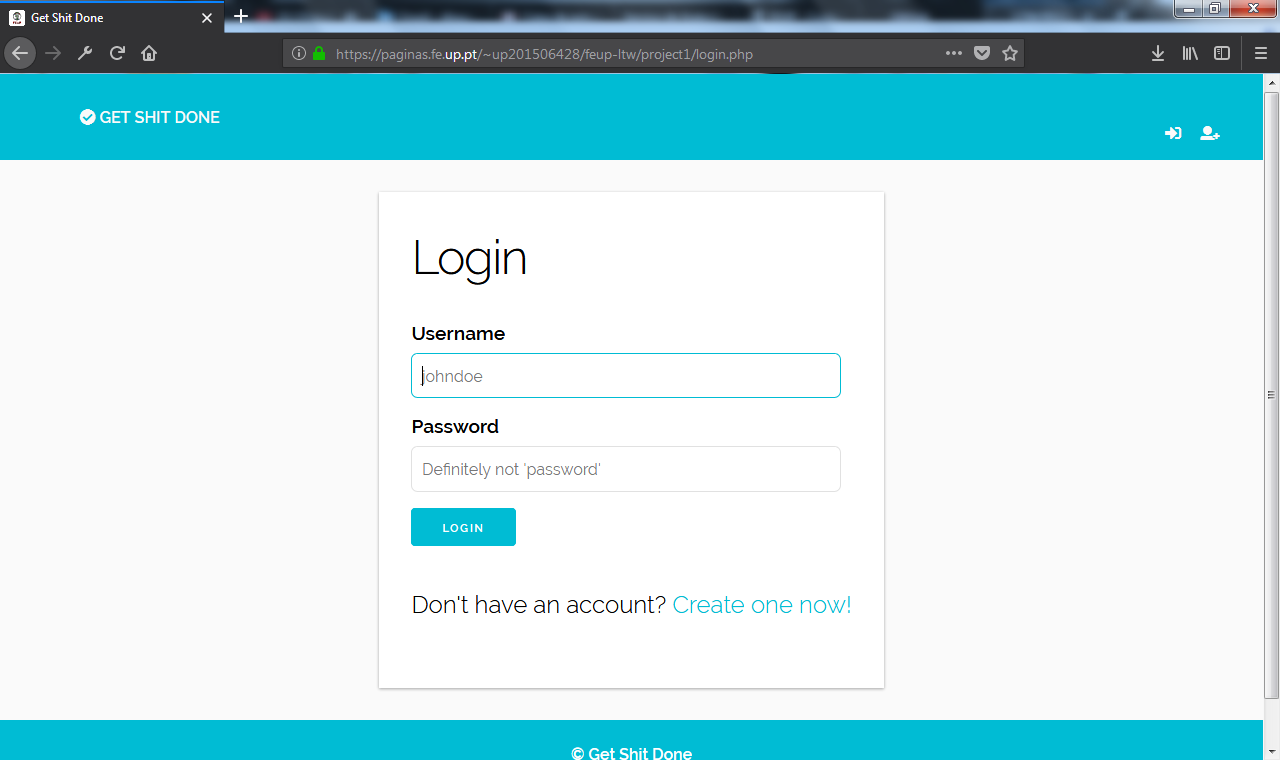 Get Shit Done
https://paginas.fe.up.pt/~up201506428/feup-ltw/project1/login.php
GET SHIT DONE
Login
Username
johndoe
Password
Definitely not 'password'
LOGIN
Don't have an account? Create one now!
© Get Shit Done